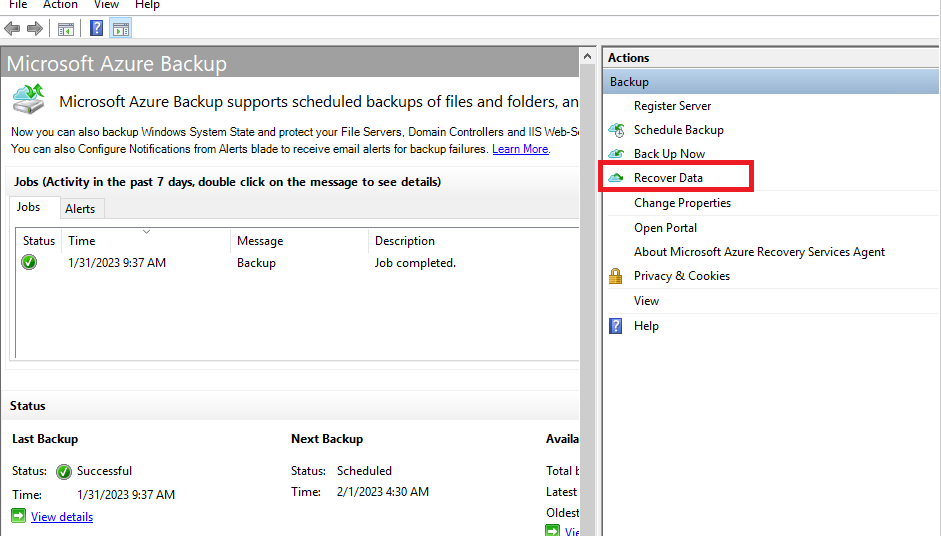 File Action View Help
Microsoft Azure Backup
Microsoft Azure Backup supports scheduled backups of files and folders, an
Now you can also backup Windows System State and protect your File Servers, Domain Controllers and IIS Web-Se
You can also Configure Notifications from Alerts blade to receive email alerts for backup failures. Learn More.
Jobs (Activity in the past 7 days, double click on the message to see details)
Jobs Alerts
Status Time Message Description
1/31/2023 9:37 AM Backup Job completed.
Status
Last Backup Next Backup Availa
Status: Successful Status: Scheduled Total b
Time: 1/31/2023 9:37 AM Time: 2/1/2023 4:30 AM Latest
Oldest
View details Vie
Actions
Backup
Register Server
Schedule Backup
Back Up Now
Recover Data
Change Properties
Open Portal
About Microsoft Azure Recovery Services Agent
Privacy & Cookies
View
Help